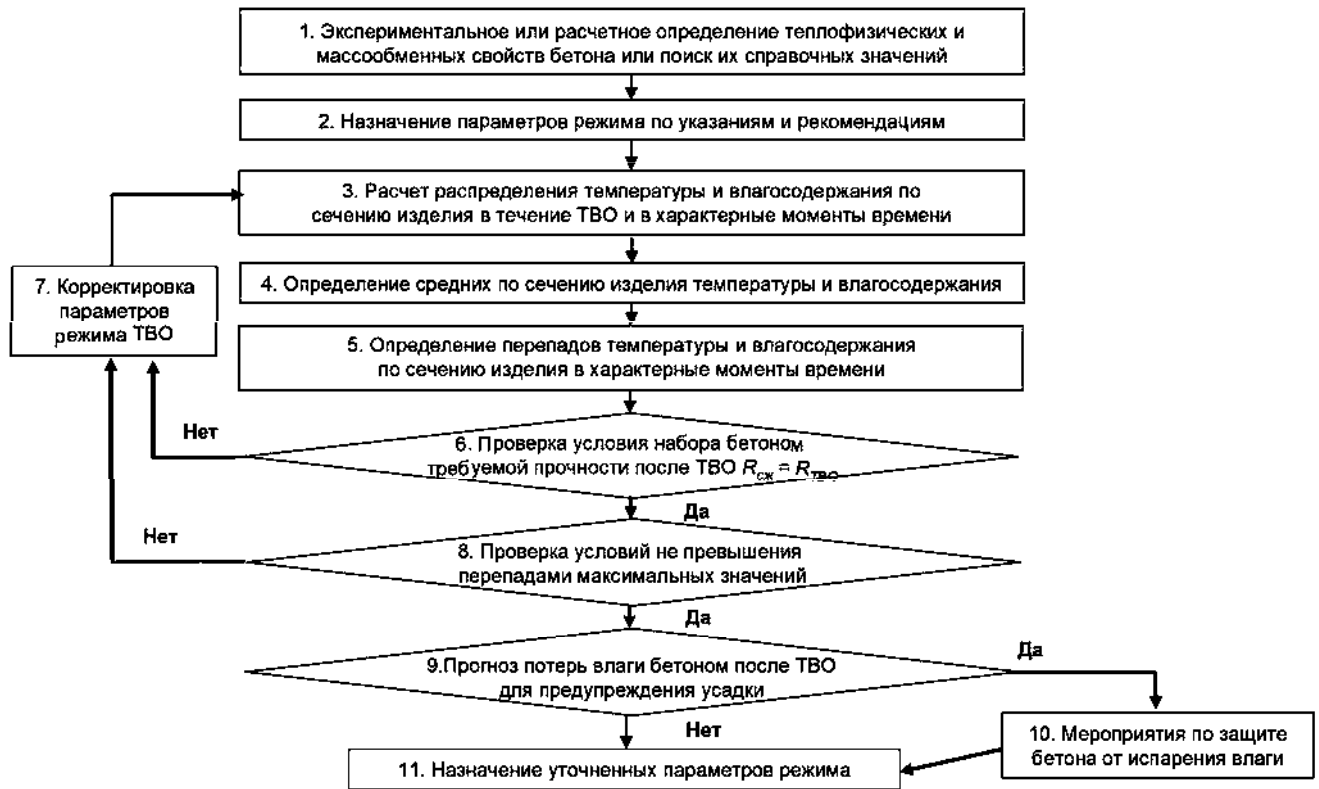 1. Экспериментальное или расчетное определение теплофизических и
массообменных свойств бетона или поиск их справочных значений
2. Назначение параметров режима по указаниям и рекомендациям
3. Расчет распределения температуры и влагосодержания по
сечению изделия в течение ТВО и в характерные моменты времени
4. Определение средних по сечению изделия температуры и влагосодержания
7. Корректировка
параметров
режима ТВО
5. Определение перепадов температуры и влагосодержания
по сечению изделия в характерные моменты времени
Нет
6. Проверка условия набора бетоном
требуемой прочности после ТВО Rсж = RТВО
Да
Нет
8. Проверка условий не превышения
перепадами максимальных значений
Да
9.Прогноз потерь влаги бетоном после ТВО
для предупреждения усадки
Да
Нет
10. Мероприятия по защите
бетона от испарения влаги
11. Назначение уточненных параметров режима